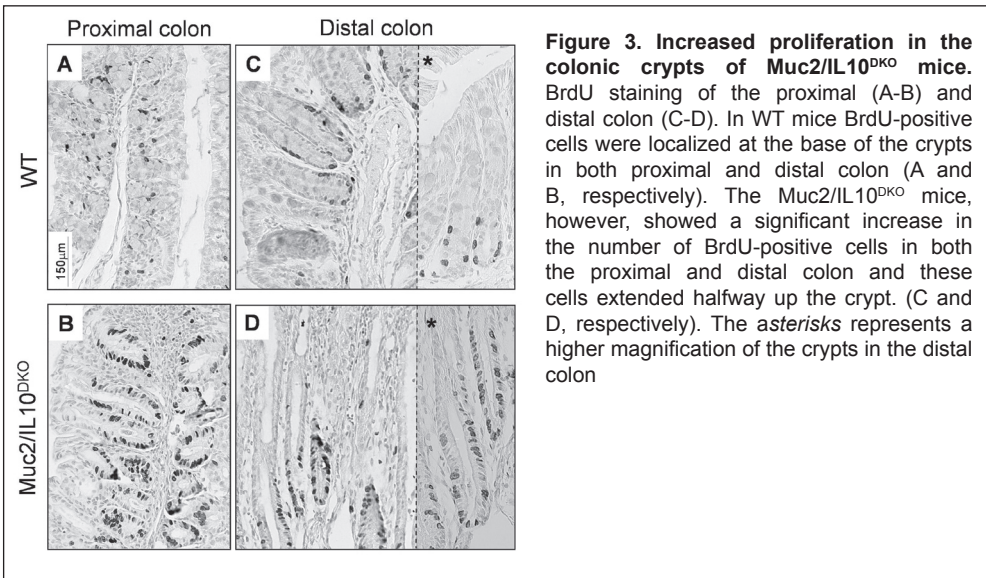 Proximal colon
Distal colon
A
C
*
WT
150µm
B
D
*
Muc2/IL10DKO
Figure 3. Increased proliferation in the
colonic crypts of Muc2/IL10DKO mice.
BrdU staining of the proximal (A-B) and
distal colon (C-D). In WT mice BrdU-positive
cells were localized at the base of the crypts
in both proximal and distal colon (A and
B, respectively). The Muc2/IL10DKO mice,
however, showed a significant increase in
the number of BrdU-positive cells in both
the proximal and distal colon and these
cells extended halfway up the crypt. (C and
D, respectively). The asterisks represents a
higher magnification of the crypts in the distal
colon